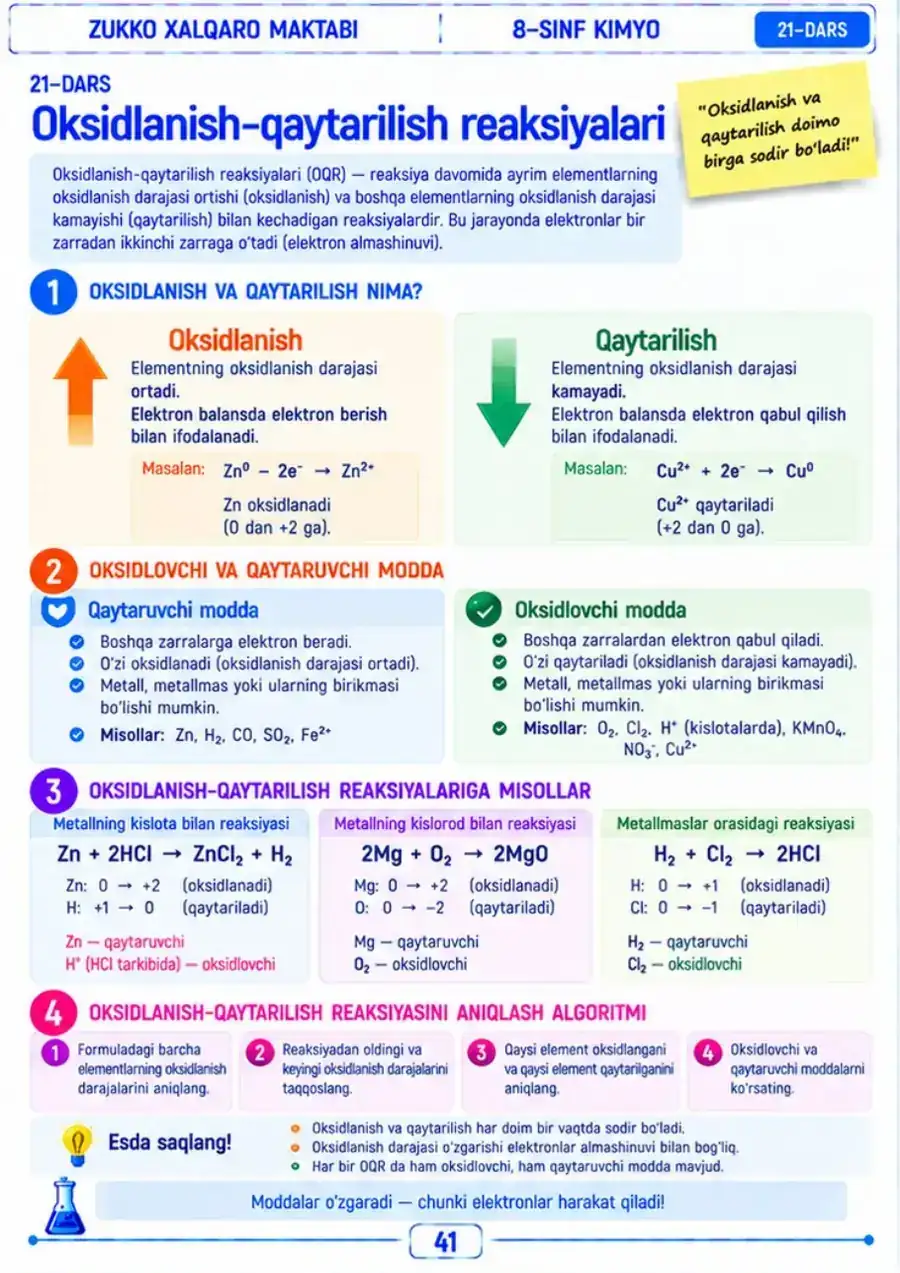 ZUKKO XALQARO MAKTABI
8-SINF KIMYO
21-DARS
21-DARS
Oksidlanish-qaytarilish reaksiyalari
"Oksidlanish va
qaytarilish doimo
birga sodir bo'ladi!"
Oksidlanish-qaytarilish reaksiyalari (OQR) — reaksiya davomida ayrim elementlarning
oksidlanish darajasi ortishi (oksidlanish) va boshqa elementlarning oksidlanish darajasi
kamayishi (qaytarilish) bilan kechadigan reaksiyalardir. Bu jarayonda elektronlar bir
zarradan ikkinchi zarraga o'tadi (elektron almashinuvi).
1 OKSIDLANISH VA QAYTARILISH NIMA?
Oksidlanish
Elementning oksidlanish darajasi
ortadi.
Elektron balansda elektron berish
bilan ifodalanadi.
Masalan: Zn⁰ – 2e⁻ → Zn²⁺
Zn oksidlanadi
(0 dan +2 ga).
Qaytarilish
Elementning oksidlanish darajasi
kamayadi.
Elektron balansda elektron qabul qilish
bilan ifodalanadi.
Masalan: Cu²⁺ + 2e⁻ → Cu⁰
Cu²⁺ qaytariladi
(+2 dan 0 ga).
2 OKSIDLOVCHI VA QAYTARUVCHI MODDA
Qaytaruvchi modda
Boshqa zarralarga elektron beradi.
O'zi oksidlanadi (oksidlanish darajasi ortadi).
Metall, metallmas yoki ularning birikmasi
bo'lishi mumkin.
Misollar: Zn, H₂, CO, SO₂, Fe²⁺
Oksidlovchi modda
Boshqa zarralardan elektron qabul qiladi.
O'zi qaytariladi (oksidlanish darajasi kamayadi).
Metall, metallmas yoki ularning birikmasi
bo'lishi mumkin.
Misollar: O₂, Cl₂. H⁺ (kislotalarda), KMnO₄,
NO₃⁻, Cu²⁺
3 OKSIDLANISH-QAYTARILISH REAKSIYALARIGA MISOLLAR
Metallning kislota bilan reaksiyasi
Zn + 2HCl → ZnCl₂ + H₂
Zn: 0 → +2 (oksidlanadi)
H: +1 → 0 (qaytariladi)
Zn — qaytaruvchi
H⁺ (HCl tarkibida) — oksidlovchi
Metallning kislorod bilan reaksiyasi
2Mg + O₂ → 2MgO
Mg: 0 → +2 (oksidlanadi)
O: 0 → −2 (qaytariladi)
Mg — qaytaruvchi
O₂ — oksidlovchi
Metallmaslar orasidagi reaksiyasi
H₂ + Cl₂ → 2HCl
H: 0 → +1 (oksidlanadi)
Cl: 0 → −1 (qaytariladi)
H₂ — qaytaruvchi
Cl₂ — oksidlovchi
4 OKSIDLANISH-QAYTARILISH REAKSIYASINI ANIQLASH ALGORITMI
1 Formuladagi barcha
elementlarning oksidlanish
darajalarini aniqlang.
2 Reaksiyadan oldingi va
keyingi oksidlanish darajalarini
taqqoslang.
3 Qaysi element oksidlangani
va qaysi element qaytarilganini
aniqlang.
4 Oksidlovchi va
qaytaruvchi moddalarni
ko'rsating.
Esda saqlang!
Oksidlanish va qaytarilish har doim bir vaqtda sodir bo'ladi.
Oksidlanish darajasi o'zgarishi elektronlar almashinuvi bilan bog'liq.
Har bir OQR da ham oksidlovchi, ham qaytaruvchi modda mavjud.
Moddalar o'zgaradi — chunki elektronlar harakat qiladi!
41